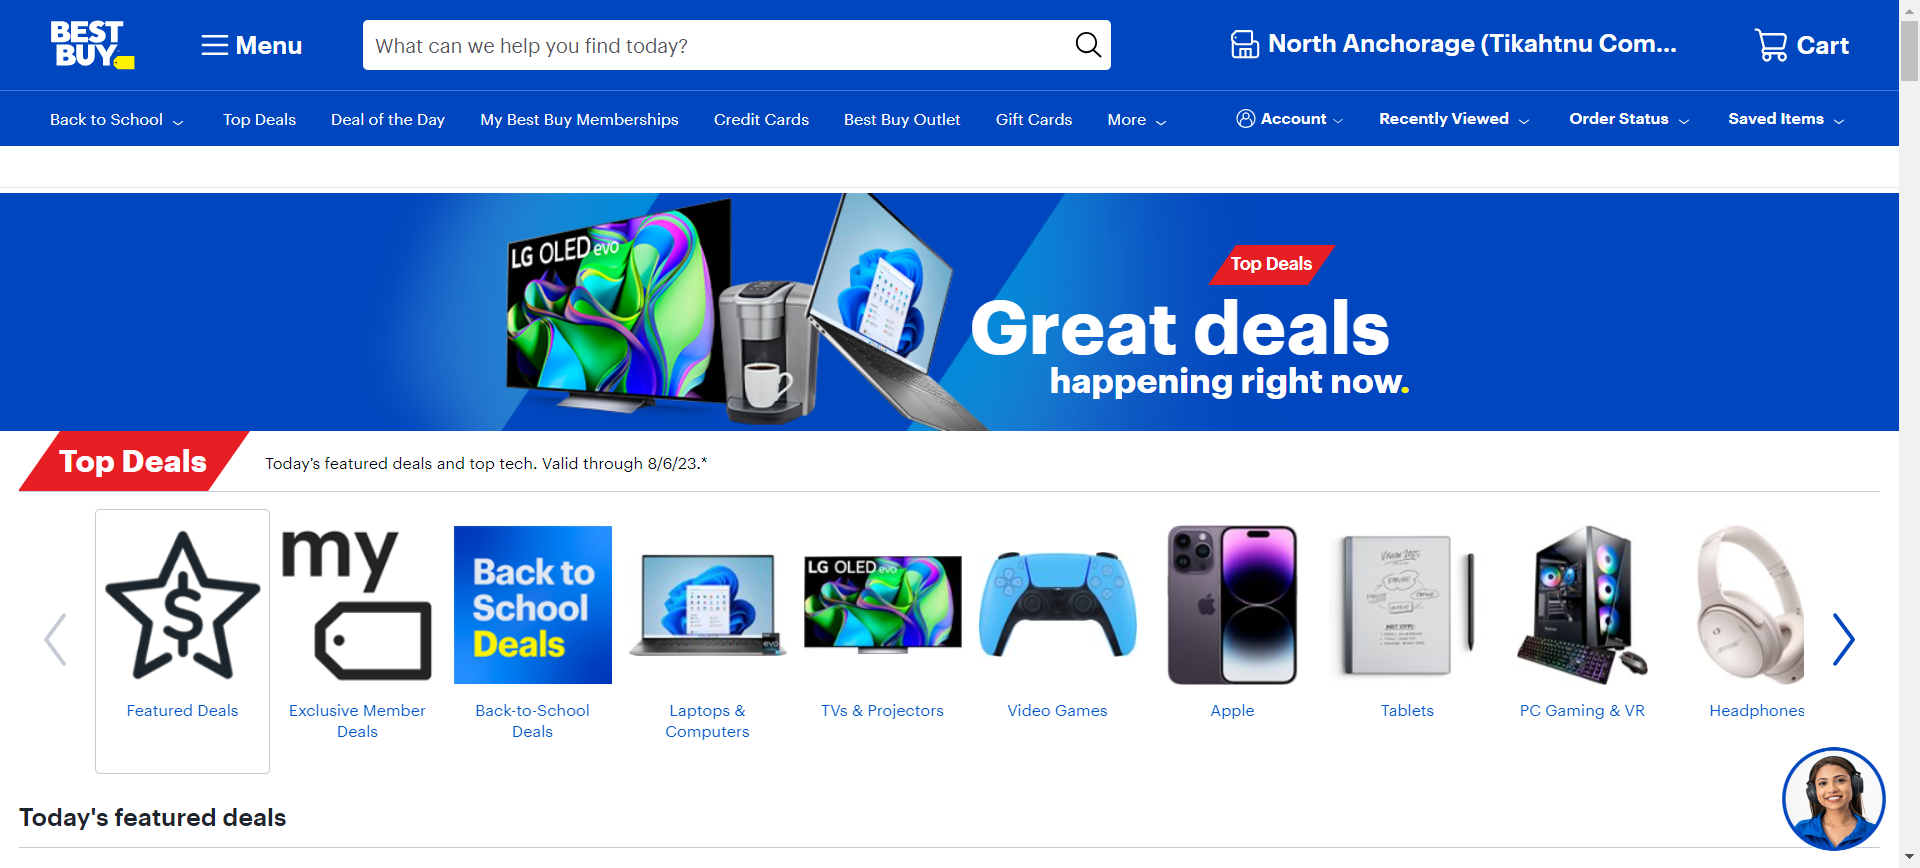 BEST BUY
Menu
What can we help you find today?
North Anchorage (Tikahtnu Com...
Cart
Back to School
Top Deals
Deal of the Day
My Best Buy Memberships
Credit Cards
Best Buy Outlet
Gift Cards
More
Account
Recently Viewed
Order Status
Saved Items
LG OLED evo
Top Deals
Great deals
happening right now.
Top Deals
Today's featured deals and top tech. Valid through 8/6/23.*
my
Back to
School
Deals
LG OLED evo
Featured Deals
Exclusive Member
Deals
Back-to-School
Deals
Laptops &
Computers
TVs & Projectors
Video Games
Apple
Tablets
PC Gaming & VR
Headphones
Today's featured deals